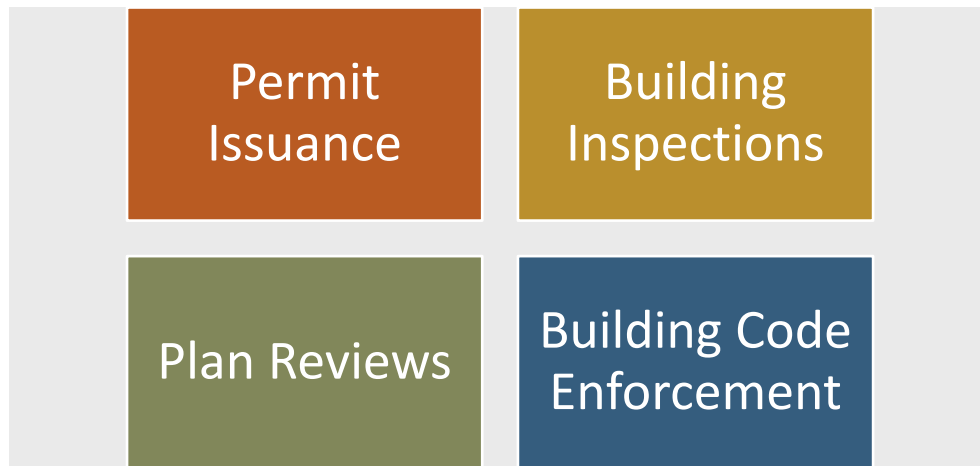 Permit
Issuance
Building
Inspections
Plan Reviews
Building Code
Enforcement